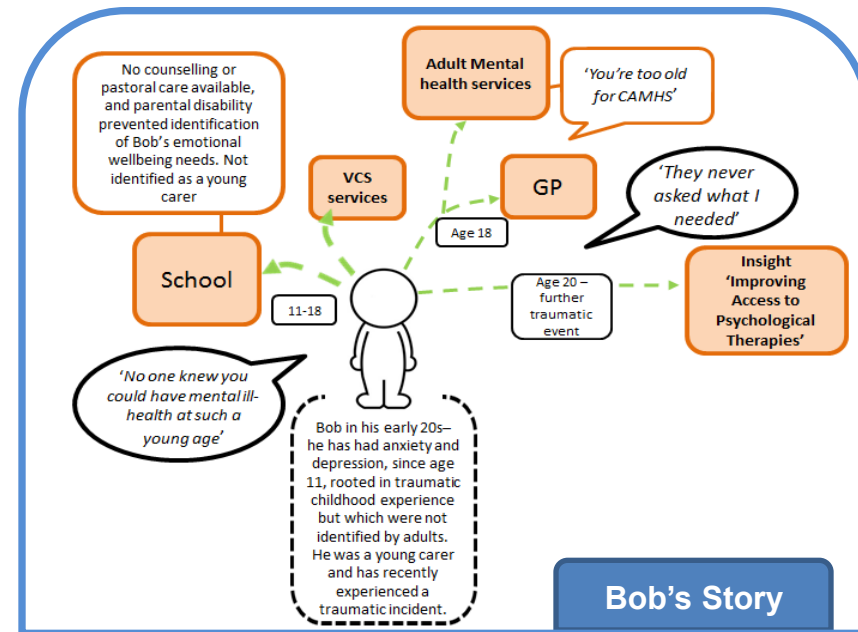 No counselling or
pastoral care available,
and parental disability
prevented identification
of Bob's emotional
wellbeing needs. Not
identified as a young
carer
Adult Mental
health services
‘You’re too old
for CAMHS’
VCS
services
GP
‘They never
asked what I
needed’
School
Age 18
11-18
Age 20 –
further
traumatic
event
Insight
‘Improving
Access to
Psychological
Therapies’
‘No one knew you
could have mental ill-
health at such a
young age’
Bob in his early 20s–
he has had anxiety and
depression, since age
11, rooted in traumatic
childhood experience
but which were not
identified by adults.
He was a young carer
and has recently
experienced a
traumatic incident.
Bob’s Story